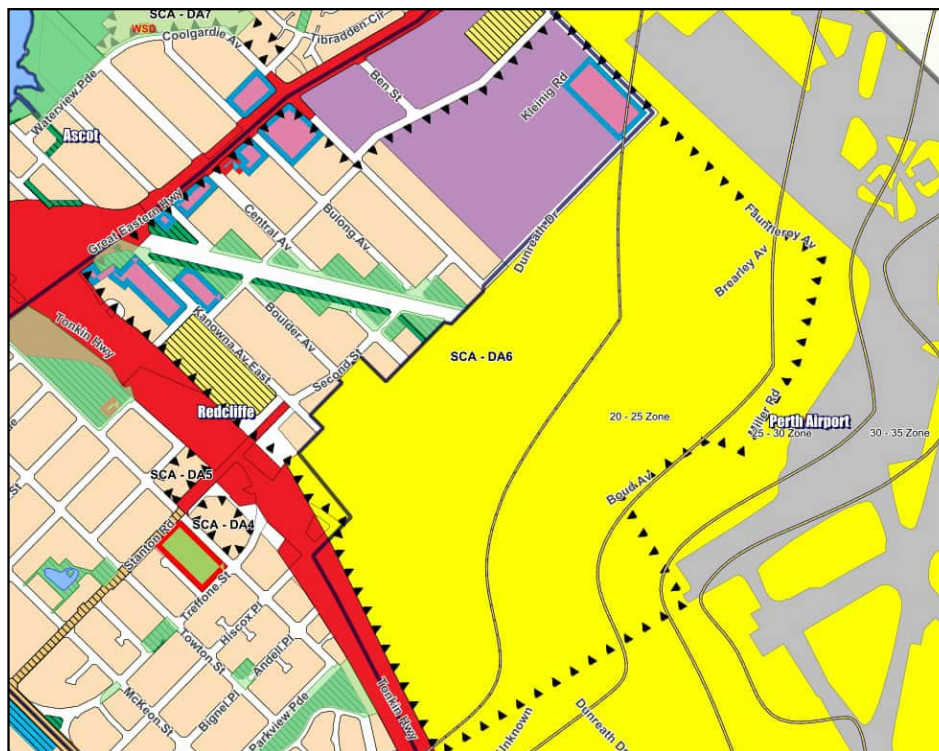 SCA - DA7
WSD
Coolgardie Av
Tibradden Cir
Waterview Pde
Ben St
Kleinig Rd
Ascot
Great Eastern Hwy
Central Av
Bulong Av
Dunreath Dr
Fauntleroy Av
Brearley Av
Tonkin Hwy
Kanowna Av East
Boulder Av
Second St
SCA - DA6
Redcliffe
20 - 25 Zone
Miller Rd
Perth Airport
25 - 30 Zone
30 - 35 Zone
Boud Av
SCA - DA5
SCA - DA4
St
Stanton Rd
Treffone St
Hiscox Pl
Towton St
Andell Pl
McKeon St
Bignel Pl
Parkview Pde
Tonkin Hwy
Unknown
Dunreath Dr